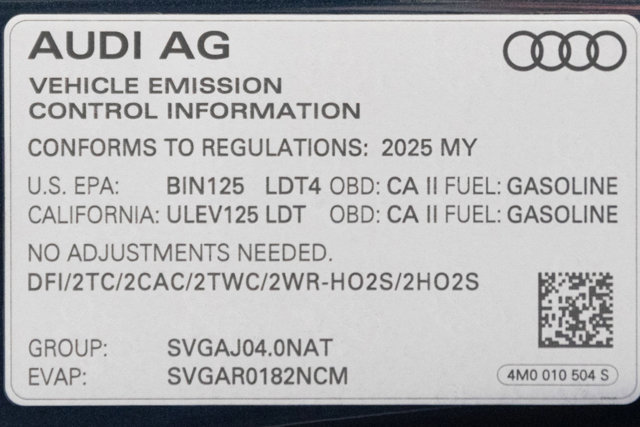 AUDI AG
VEHICLE EMISSION
CONTROL INFORMATION
CONFORMS TO REGULATIONS: 2025 MY
U.S. EPA: BIN125 LDT4 OBD: CA II FUEL: GASOLINE
CALIFORNIA: ULEV125 LDT OBD: CA II FUEL: GASOLINE
NO ADJUSTMENTS NEEDED.
DFI/2TC/2CAC/2TWC/2WR-HO2S/2HO2S
GROUP: SVGAJ04.0NAT
EVAP: SVGAR0182NCM
4M0 010 504 S